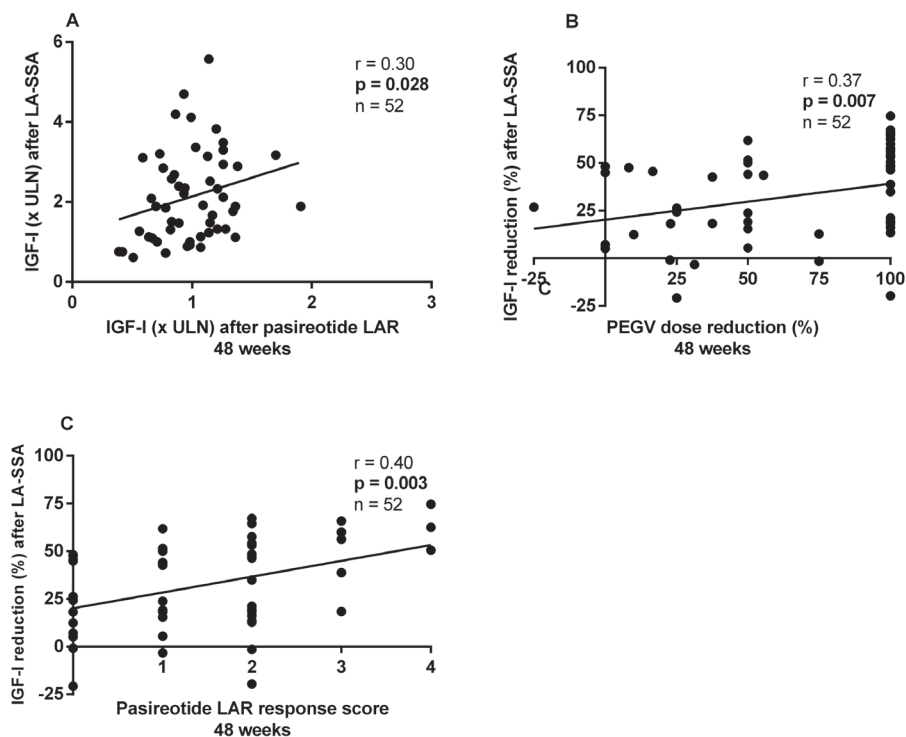 A
6
4
2
0
0
1
2
3
IGF-I (x ULN) after LA-SSA
r = 0.30
p = 0.028
n = 52
IGF-I (x ULN) after pasireotide LAR
48 weeks
B
100
75
50
25
-25
-25
25
50
75
100
C
IGF-I reduction (%) after LA-SSA
r = 0.37
p = 0.007
n = 52
PEGV dose reduction (%)
48 weeks
C
100
75
50
25
0
-25
1
2
3
4
IGF-I reduction (%) after LA-SSA
r = 0.40
p = 0.003
n = 52
Pasireotide LAR response score
48 weeks